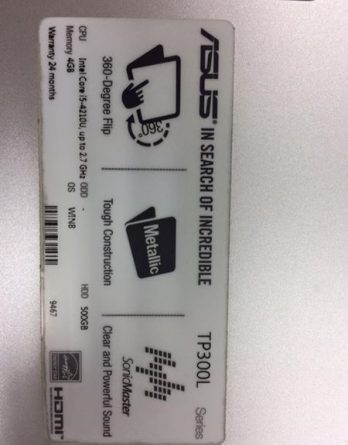 ASUS IN SEARCH OF INCREDIBLE TP300L Series
360°
Metallic
SonicMaster
360-Degree Flip Tough Construction Clear and Powerful Sound
CPU Intel Core i5-4210U, up to 2.7 GHz ODD - HDD 500GB
Memory 4GB OS WIN8
Warranty 24 months
9467
HDMI